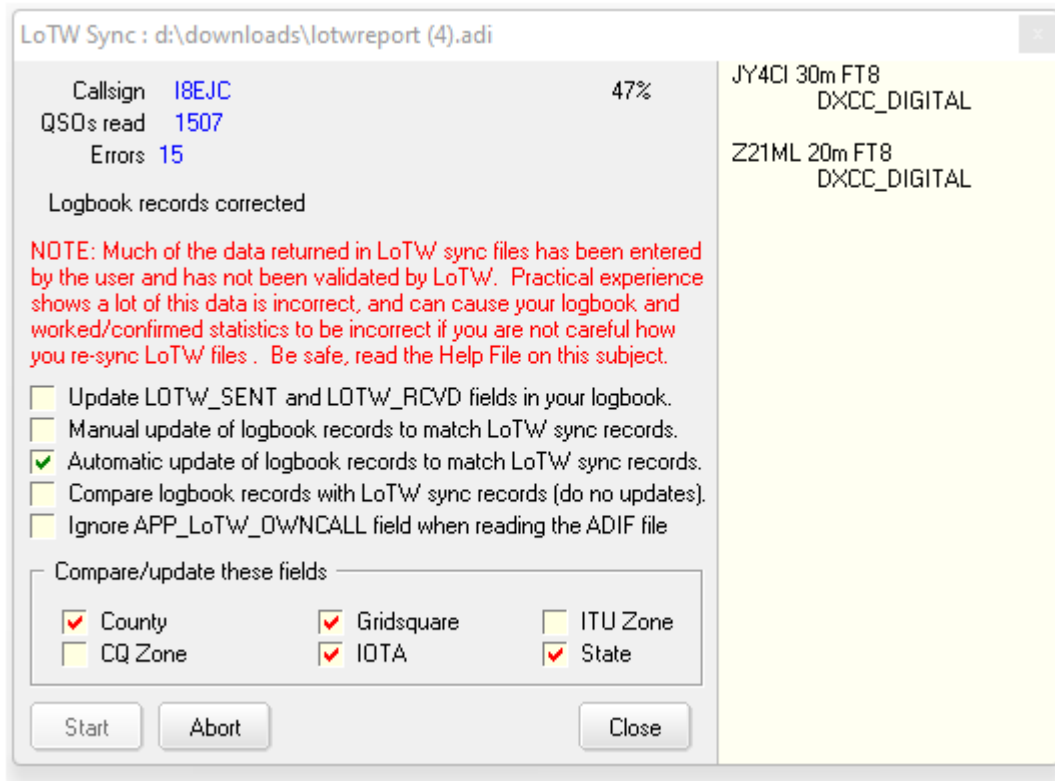 LoTW Sync : d:\downloads\lotwreport (4).adi
x
Callsign I8EJC 47%
QSOs read 1507
Errors 15
Logbook records corrected
NOTE: Much of the data returned in LoTW sync files has been entered
by the user and has not been validated by LoTW. Practical experience
shows a lot of this data is incorrect, and can cause your logbook and
worked/confirmed statistics to be incorrect if you are not careful how
you re-sync LoTW files . Be safe, read the Help File on this subject.
Update LOTW_SENT and LOTW_RCVD fields in your logbook.
Manual update of logbook records to match LoTW sync records.
Automatic update of logbook records to match LoTW sync records.
Compare logbook records with LoTW sync records (do no updates).
Ignore APP_LoTW_OWNCALL field when reading the ADIF file
Compare/update these fields
County Gridsquare ITU Zone
CQ Zone IOTA State
Start Abort Close
JY4CI 30m FT8
DXCC_DIGITAL
Z21ML 20m FT8
DXCC_DIGITAL